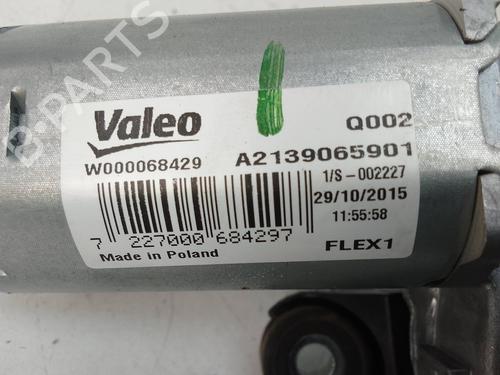 B-PARTS
Valeo
Q002
W000068429
A2139065901
1/S-002227
29/10/2015
11:55:58
7 227000 684297
FLEX1
Made in Poland